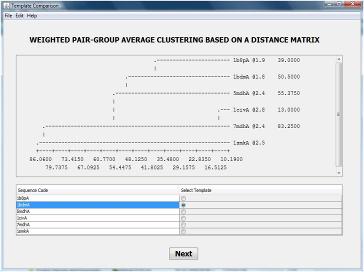 Template Comparison
File Edit Help
WEIGHTED PAIR-GROUP AVERAGE CLUSTERING BASED ON A DISTANCE MATRIX
1b8pA @1.9 39.0000
1bdmA @1.8 50.5000
5mdhA @2.4 55.3750
1civA @2.8 13.0000
7mdhA @2.4 83.2500
1smkA @2.5
86.0600 73.4150 60.7700 48.1250 35.4800 22.8350 10.1900
79.7375 67.0925 54.4475 41.8025 29.1575 16.5125
Sequence Code Select Template
1b8pA
1bdmA
5mdhA
1civA
7mdhA
1smkA
Next